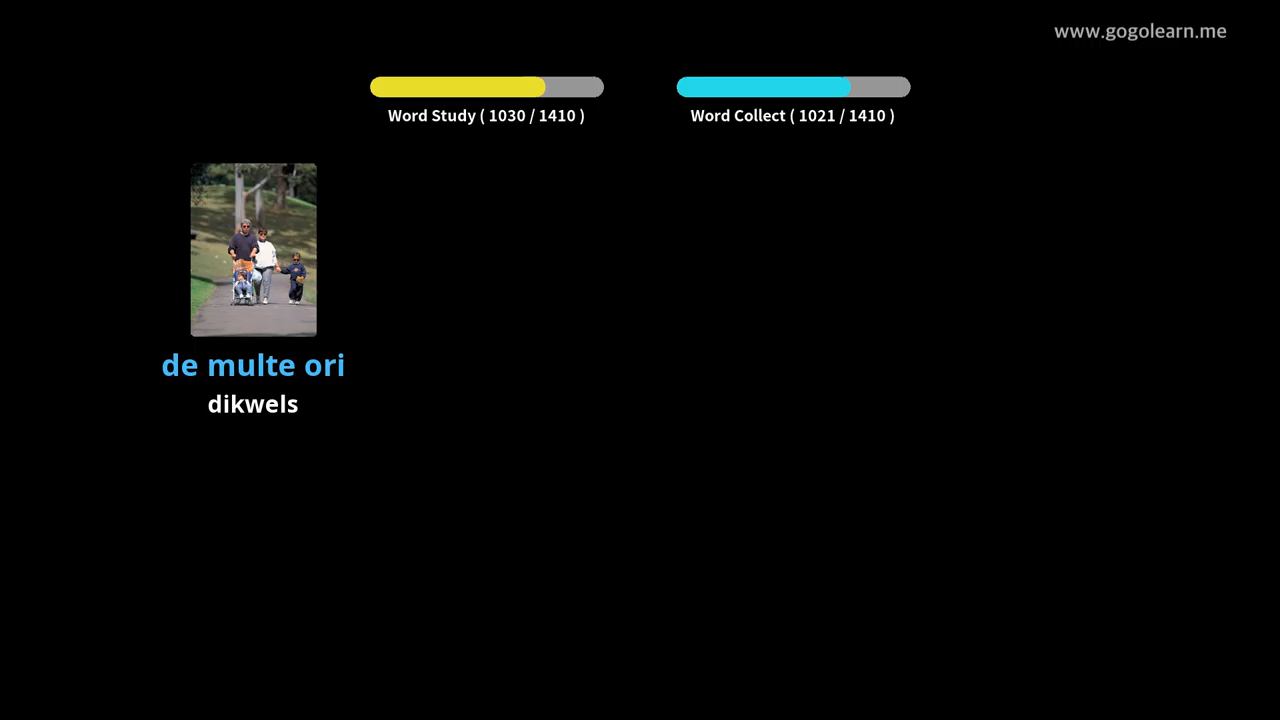 www.gogolearn.me
Word Study ( 1030 / 1410 )
Word Collect ( 1021 / 1410 )
de multe ori
dikwels